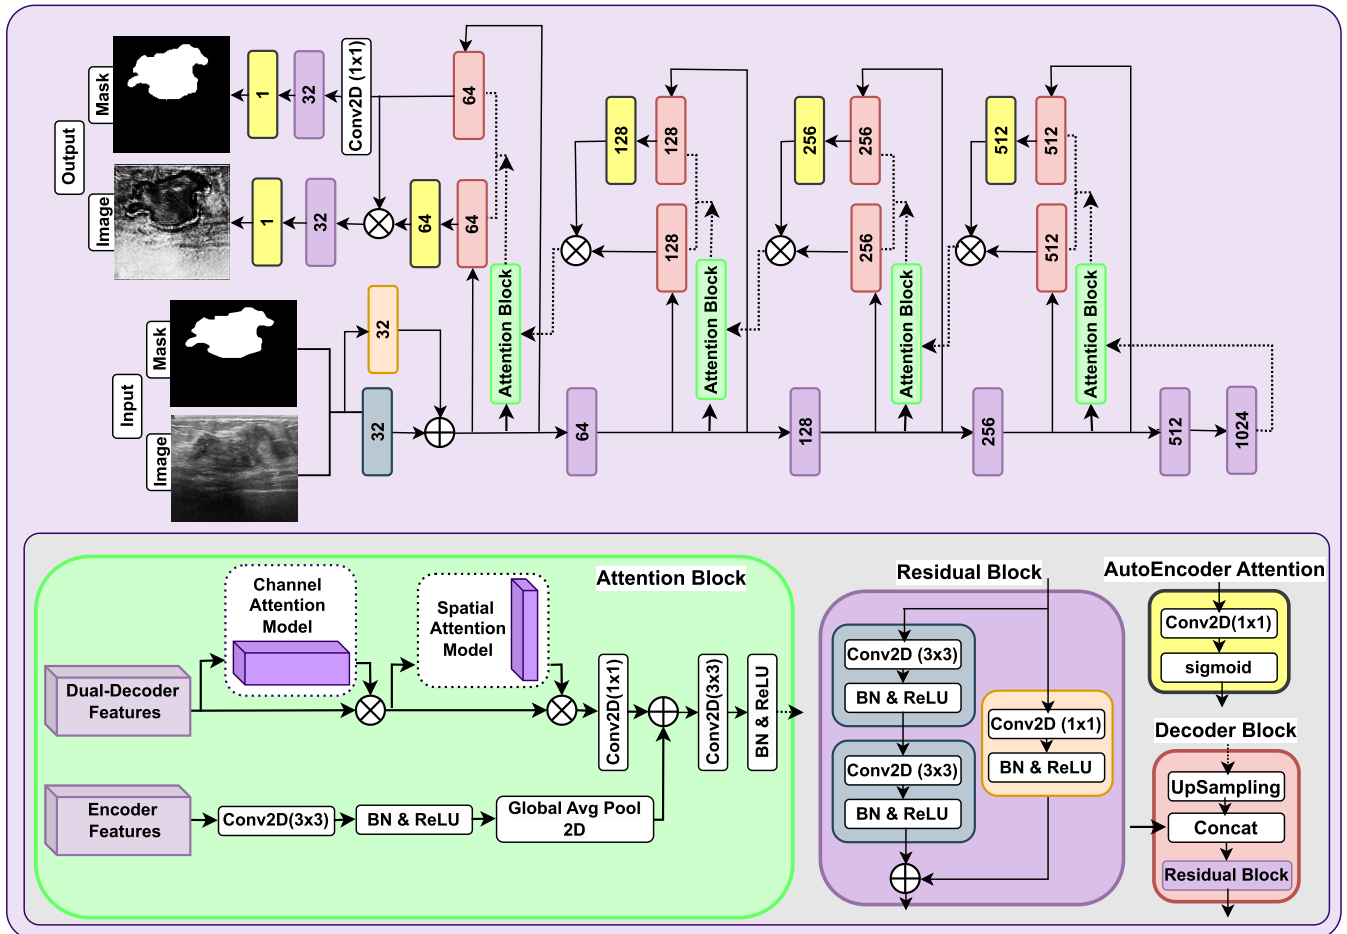 Output
Mask
1
32
Conv2D (1x1)
64
Image
1
32
64
64
128
128
128
256
256
256
512
512
512
Attention Block
Attention Block
Attention Block
Attention Block
Input
Mask
Image
32
32
64
128
256
512
1024
Attention Block
Channel
Attention
Model
Spatial
Attention
Model
Dual-Decoder
Features
Conv2D(1x1)
Conv2D(3x3)
BN & ReLU
Encoder
Features
Conv2D(3x3)
BN & ReLU
Global Avg Pool
2D
Residual Block
Conv2D (3x3)
BN & ReLU
Conv2D (3x3)
BN & ReLU
Conv2D (1x1)
BN & ReLU
AutoEncoder Attention
Conv2D(1x1)
sigmoid
Decoder Block
UpSampling
Concat
Residual Block